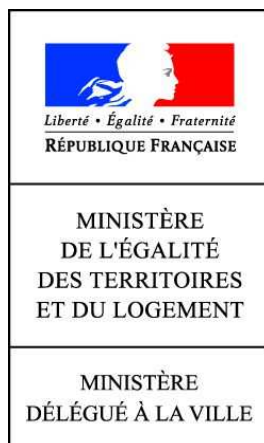 Liberté • Égalité • Fraternité
RÉPUBLIQUE FRANÇAISE
MINISTÈRE
DE L'ÉGALITÉ
DES TERRITOIRES
ET DU LOGEMENT
MINISTÈRE
DÉLÉGUÉ À LA VILLE